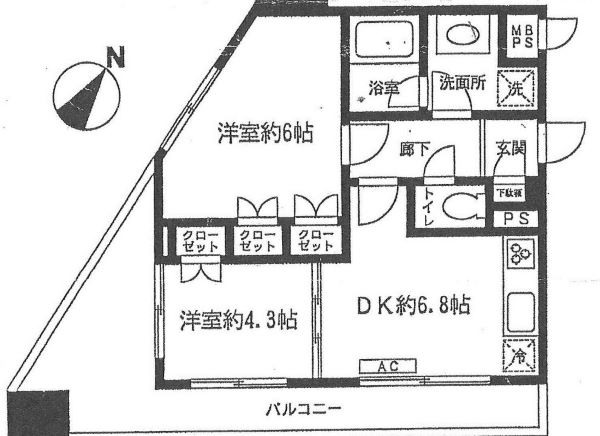 N
MB
PS
浴室
洗面所
洗
洋室約6帖
廊下
玄関
トイレ
下駄箱
PS
クロー
ゼット
クロー
ゼット
クロー
ゼット
洋室約4.3帖
DK約6.8帖
冷
AC
バルコニー